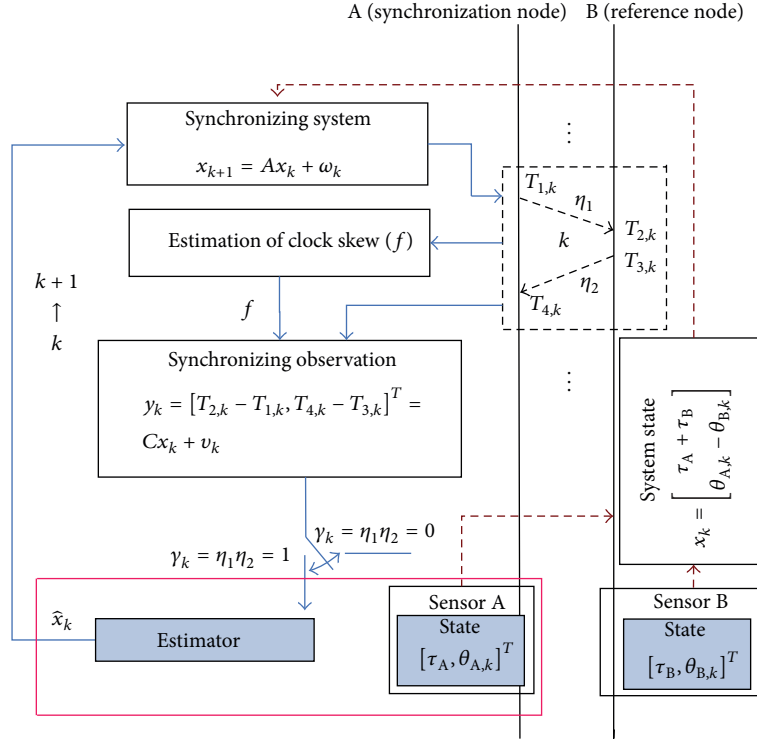 A (synchronization node)
B (reference node)
Synchronizing system
x_{k+1} = Ax_k + ω_k
⋮
T_{1,k}
η_1
Estimation of clock skew (f)
k
T_{2,k}
T_{3,k}
η_2
T_{4,k}
k + 1
↑
k
f
Synchronizing observation
y_k = [T_{2,k} − T_{1,k}, T_{4,k} − T_{3,k}]^T =
Cx_k + υ_k
⋮
System state
x_k = [τ_A + τ_B
θ_{A,k} − θ_{B,k}]
γ_k = η_1η_2 = 0
γ_k = η_1η_2 = 1
x̂_k
Estimator
Sensor A
State
[τ_A, θ_{A,k}]^T
Sensor B
State
[τ_B, θ_{B,k}]^T